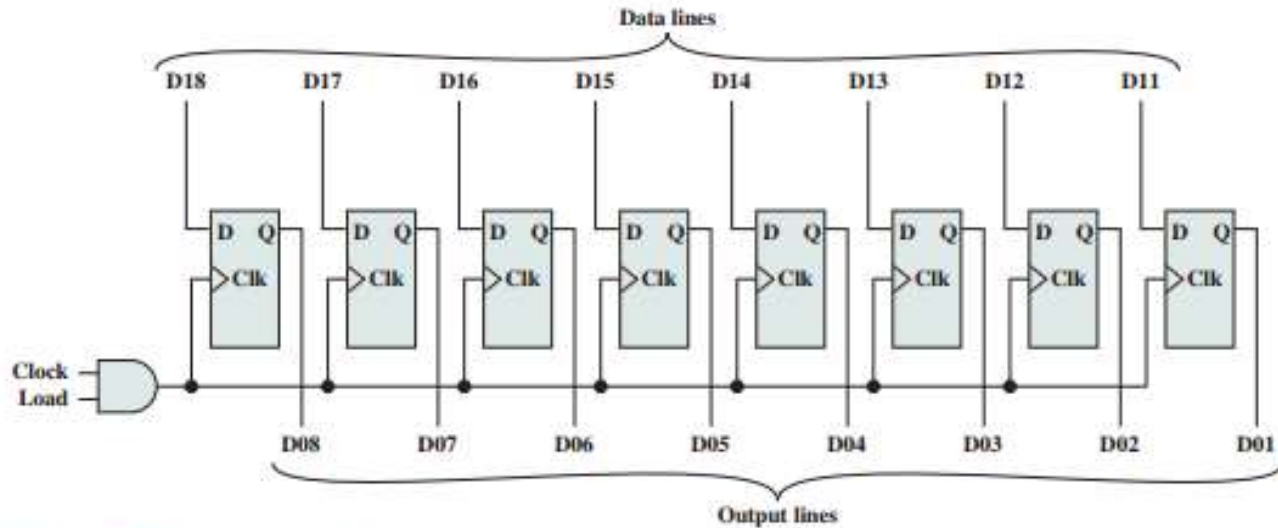 Data lines
D18 D17 D16 D15 D14 D13 D12 D11
D Q D Q D Q D Q D Q D Q D Q D Q
Clk Clk Clk Clk Clk Clk Clk Clk
Clock
Load
D08 D07 D06 D05 D04 D03 D02 D01
Output lines